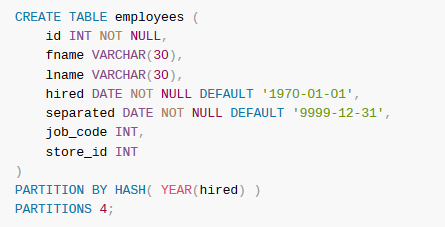 CREATE TABLE employees (
    id INT NOT NULL,
    fname VARCHAR(30),
    lname VARCHAR(30),
    hired DATE NOT NULL DEFAULT '1970-01-01',
    separated DATE NOT NULL DEFAULT '9999-12-31',
    job_code INT,
    store_id INT
)
PARTITION BY HASH( YEAR(hired) )
PARTITIONS 4;